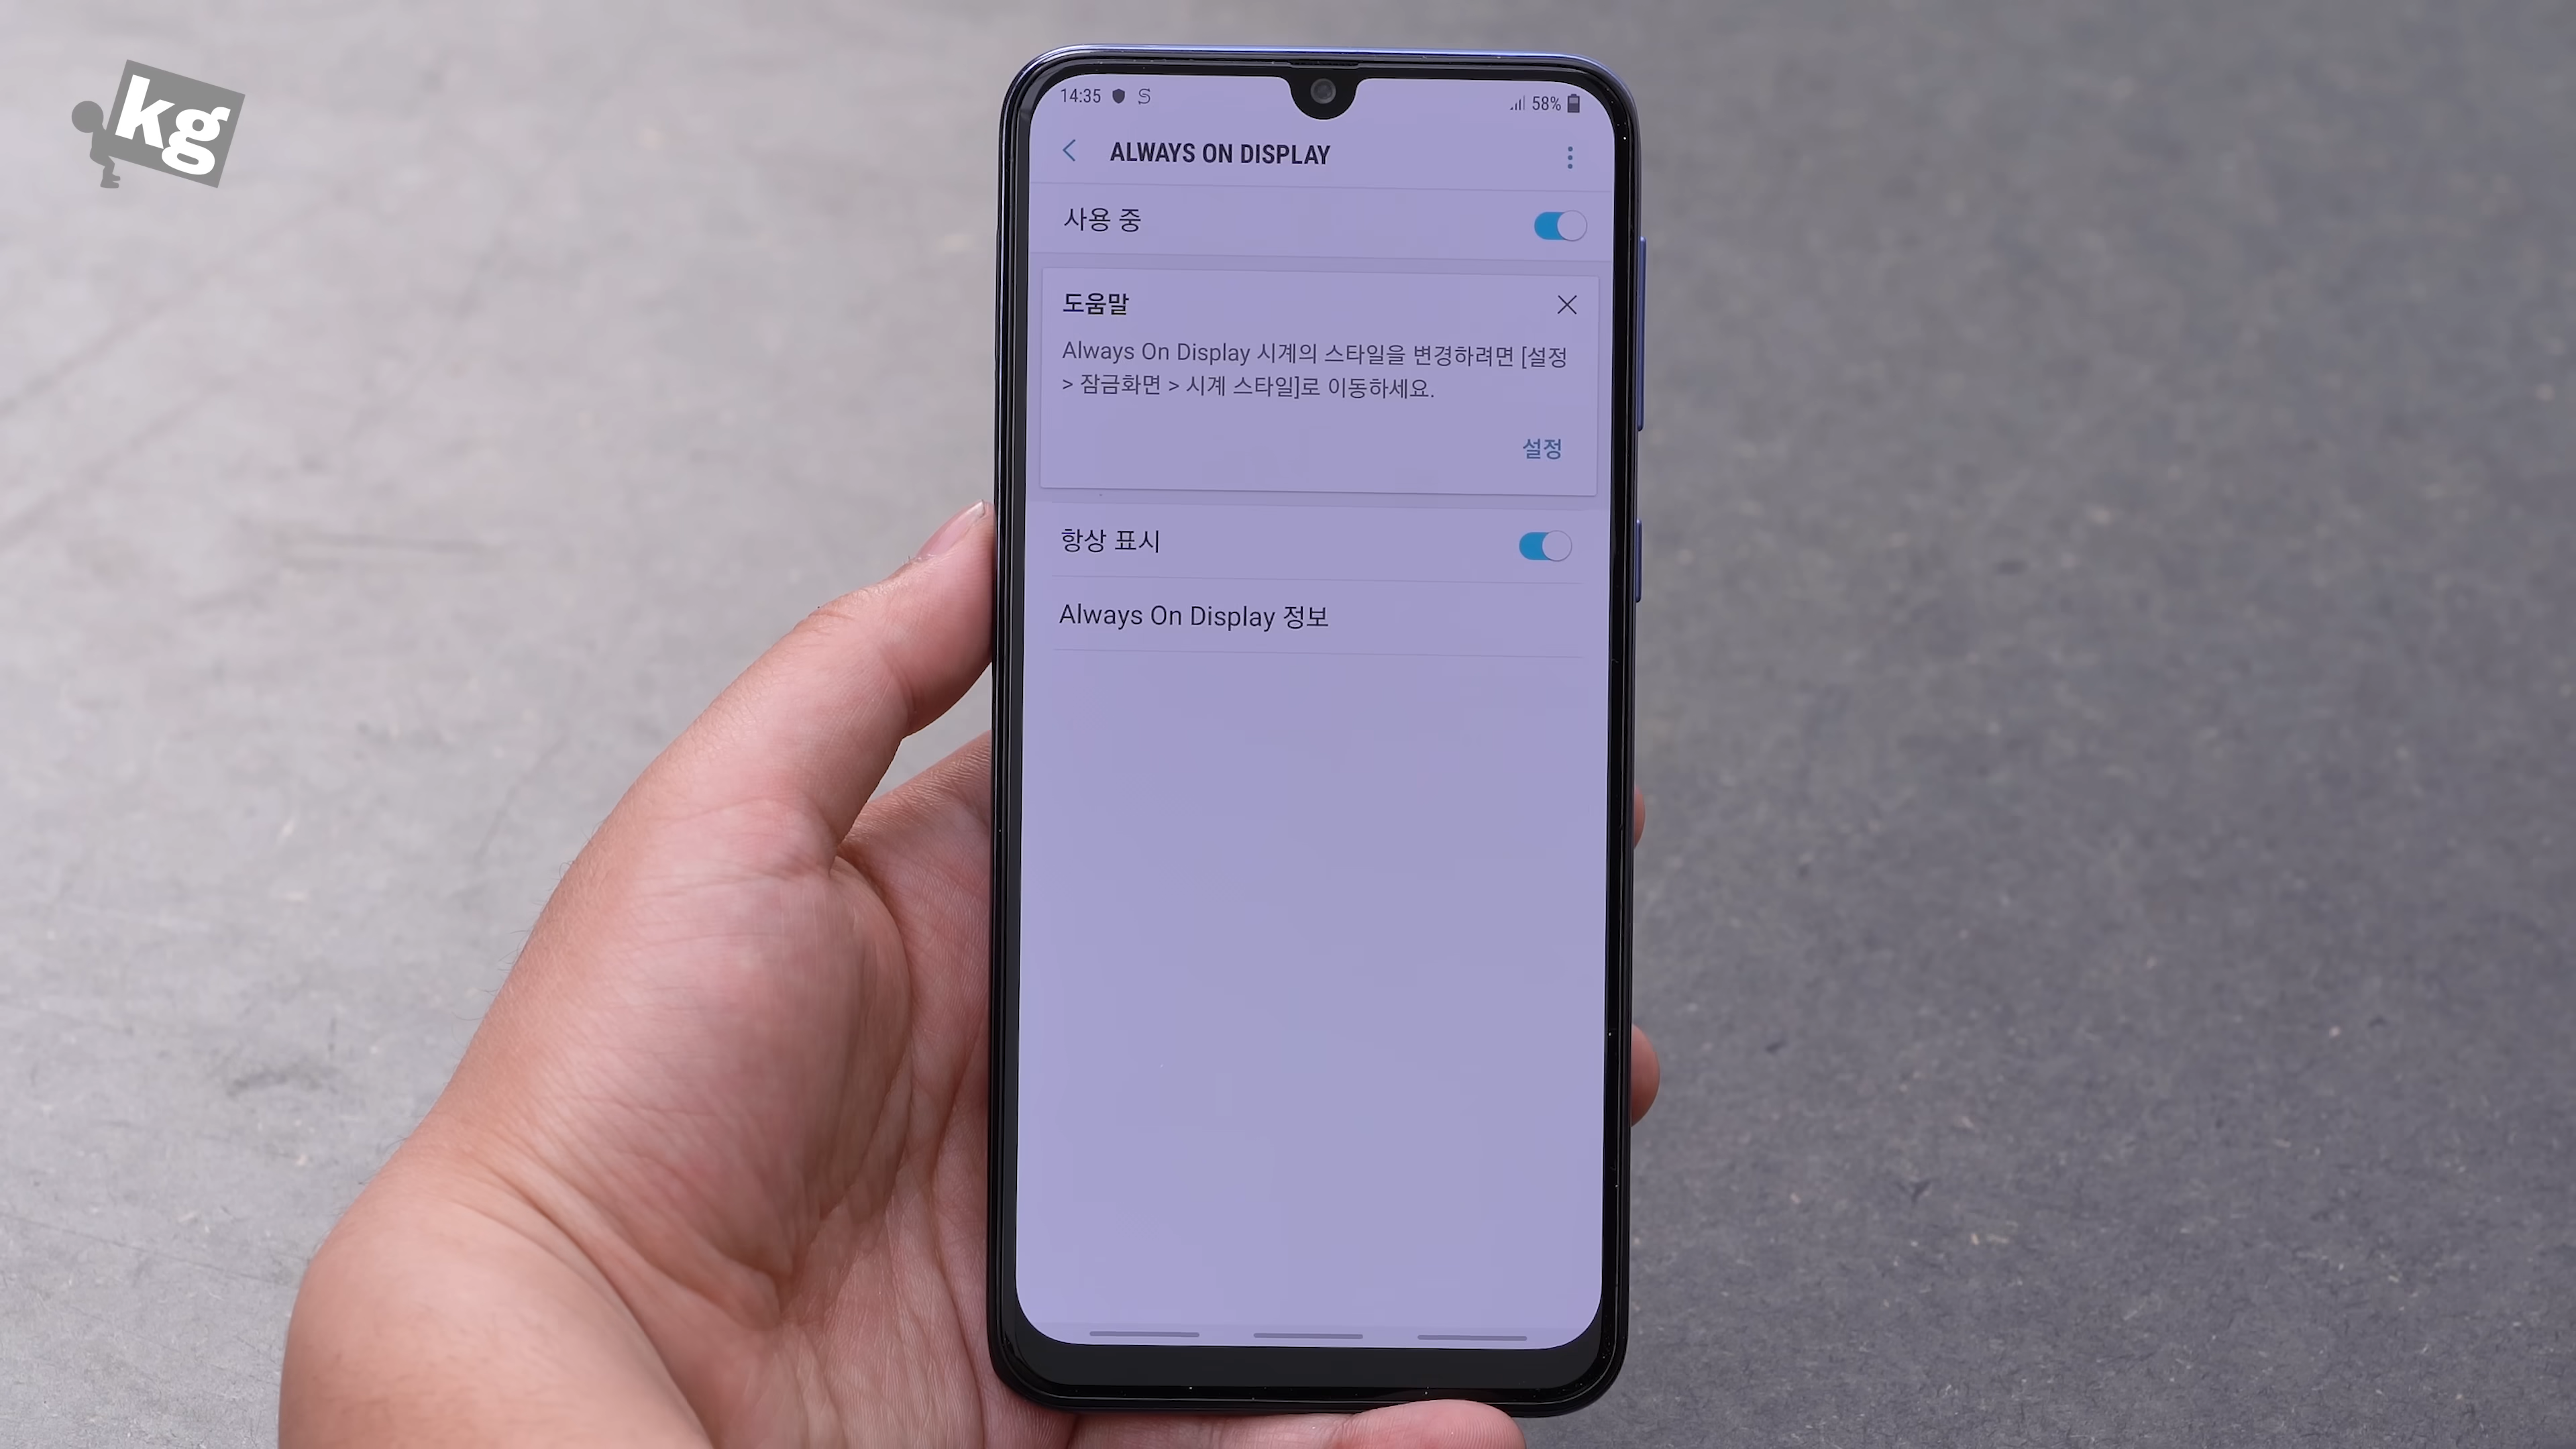 kg
14:35
58%
ALWAYS ON DISPLAY
사용 중
도움말
Always On Display 시계의 스타일을 변경하려면 [설정
> 잠금화면 > 시계 스타일]로 이동하세요.
설정
항상 표시
Always On Display 정보